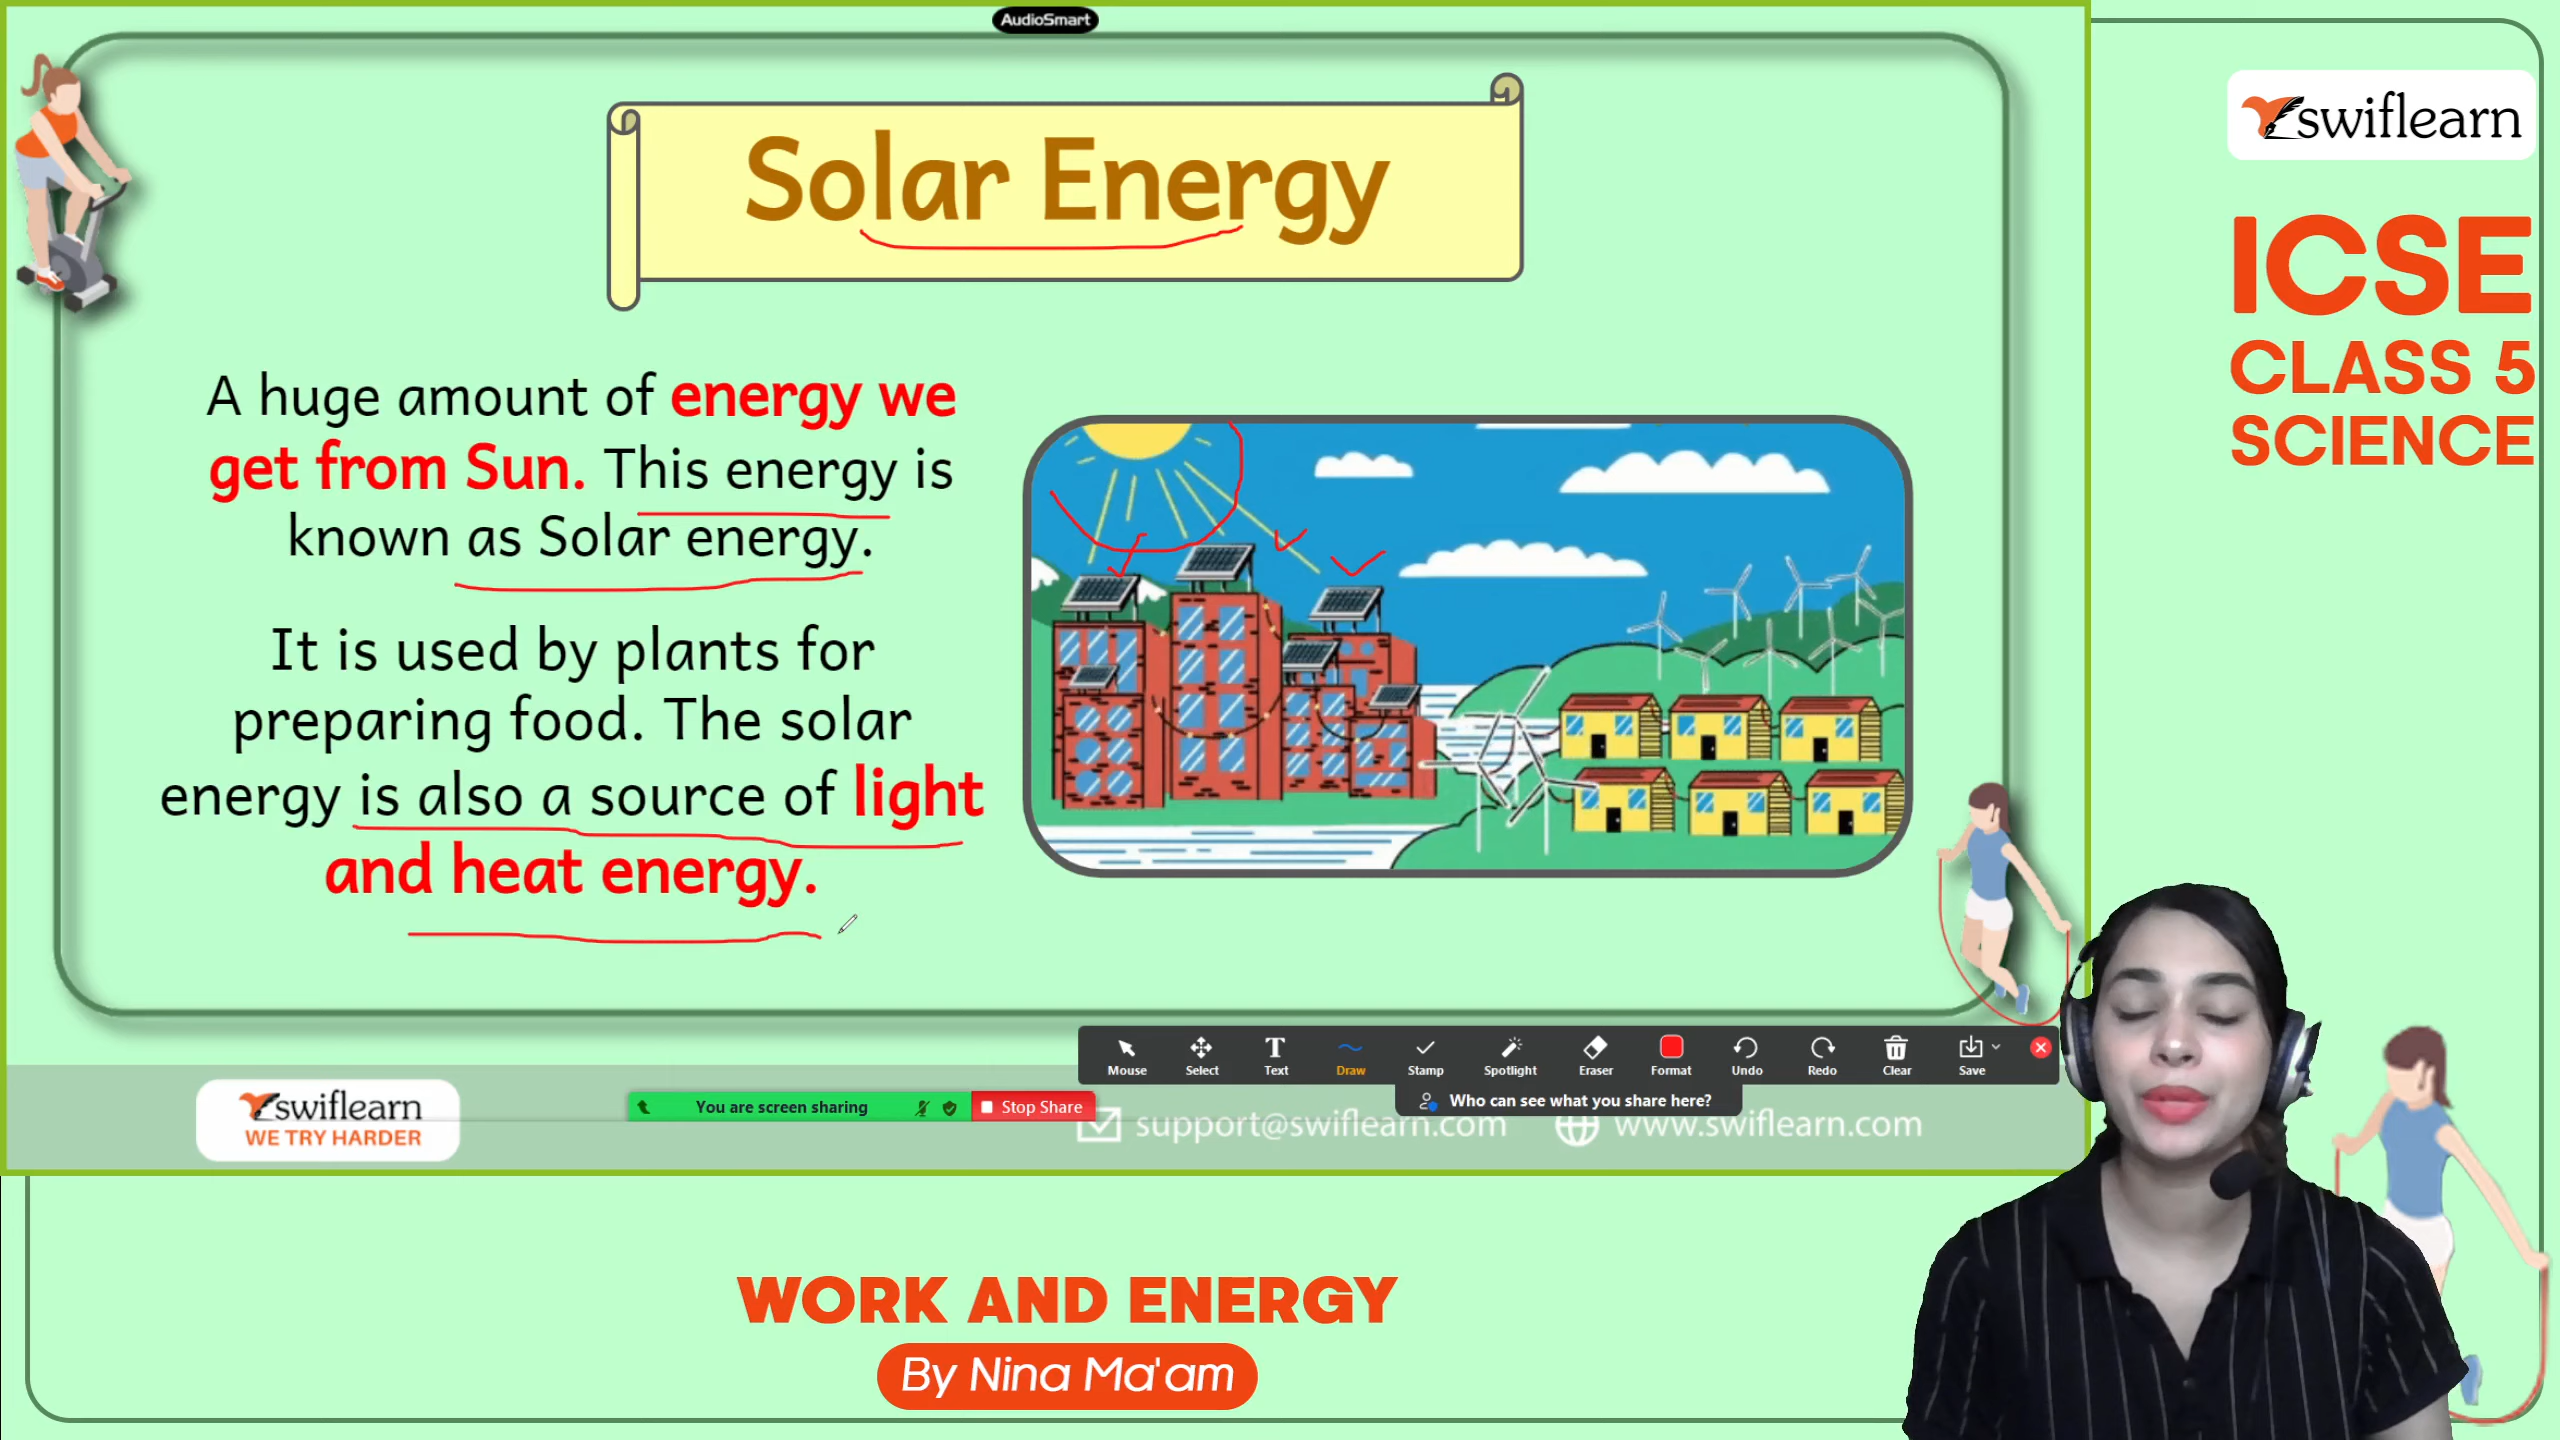 AudioSmart
Solar Energy
A huge amount of energy we
get from Sun. This energy is
known as Solar energy.
It is used by plants for
preparing food. The solar
energy is also a source of light
and heat energy.
swiflearn
ICSE
CLASS 5
SCIENCE
Mouse
Select
Text
Draw
Stamp
Spotlight
Eraser
Format
Undo
Redo
Clear
Save
You are screen sharing
Stop Share
Who can see what you share here?
swiflearn
WE TRY HARDER
support@swiflearn.com
www.swiflearn.com
WORK AND ENERGY
By Nina Ma'am